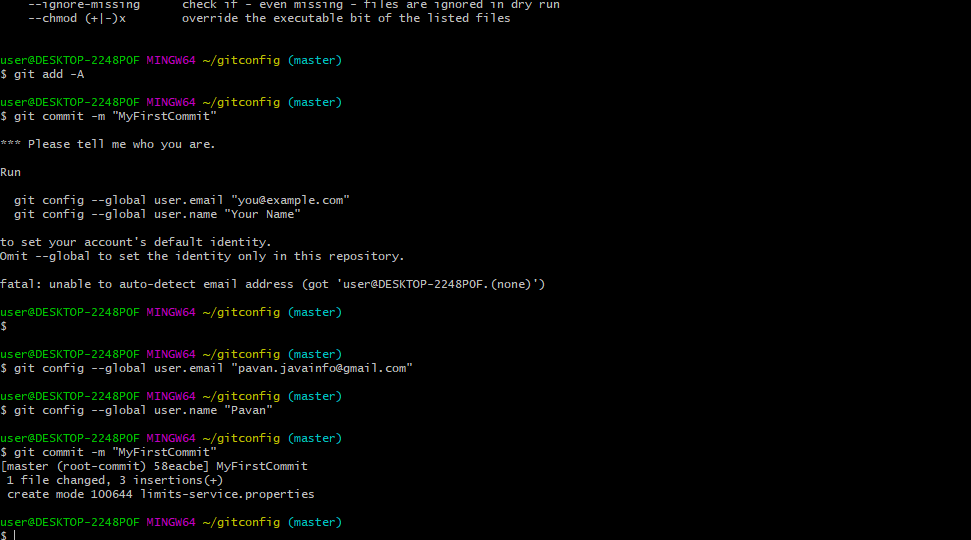 --ignore-missing      check if - even missing - files are ignored in dry run
--chmod (+|-)x        override the executable bit of the listed files
user@DESKTOP-2248POF MINGW64 ~/gitconfig (master)
$ git add -A
user@DESKTOP-2248POF MINGW64 ~/gitconfig (master)
$ git commit -m "MyFirstCommit"
*** Please tell me who you are.
Run
git config --global user.email "you@example.com"
git config --global user.name "Your Name"
to set your account's default identity.
Omit --global to set the identity only in this repository.
fatal: unable to auto-detect email address (got 'user@DESKTOP-2248POF.(none)')
user@DESKTOP-2248POF MINGW64 ~/gitconfig (master)
$
user@DESKTOP-2248POF MINGW64 ~/gitconfig (master)
$ git config --global user.email "pavan.javainfo@gmail.com"
user@DESKTOP-2248POF MINGW64 ~/gitconfig (master)
$ git config --global user.name "Pavan"
user@DESKTOP-2248POF MINGW64 ~/gitconfig (master)
$ git commit -m "MyFirstCommit"
[master (root-commit) 58eacbe] MyFirstCommit
1 file changed, 3 insertions(+)
create mode 100644 limits-service.properties
user@DESKTOP-2248POF MINGW64 ~/gitconfig (master)
$